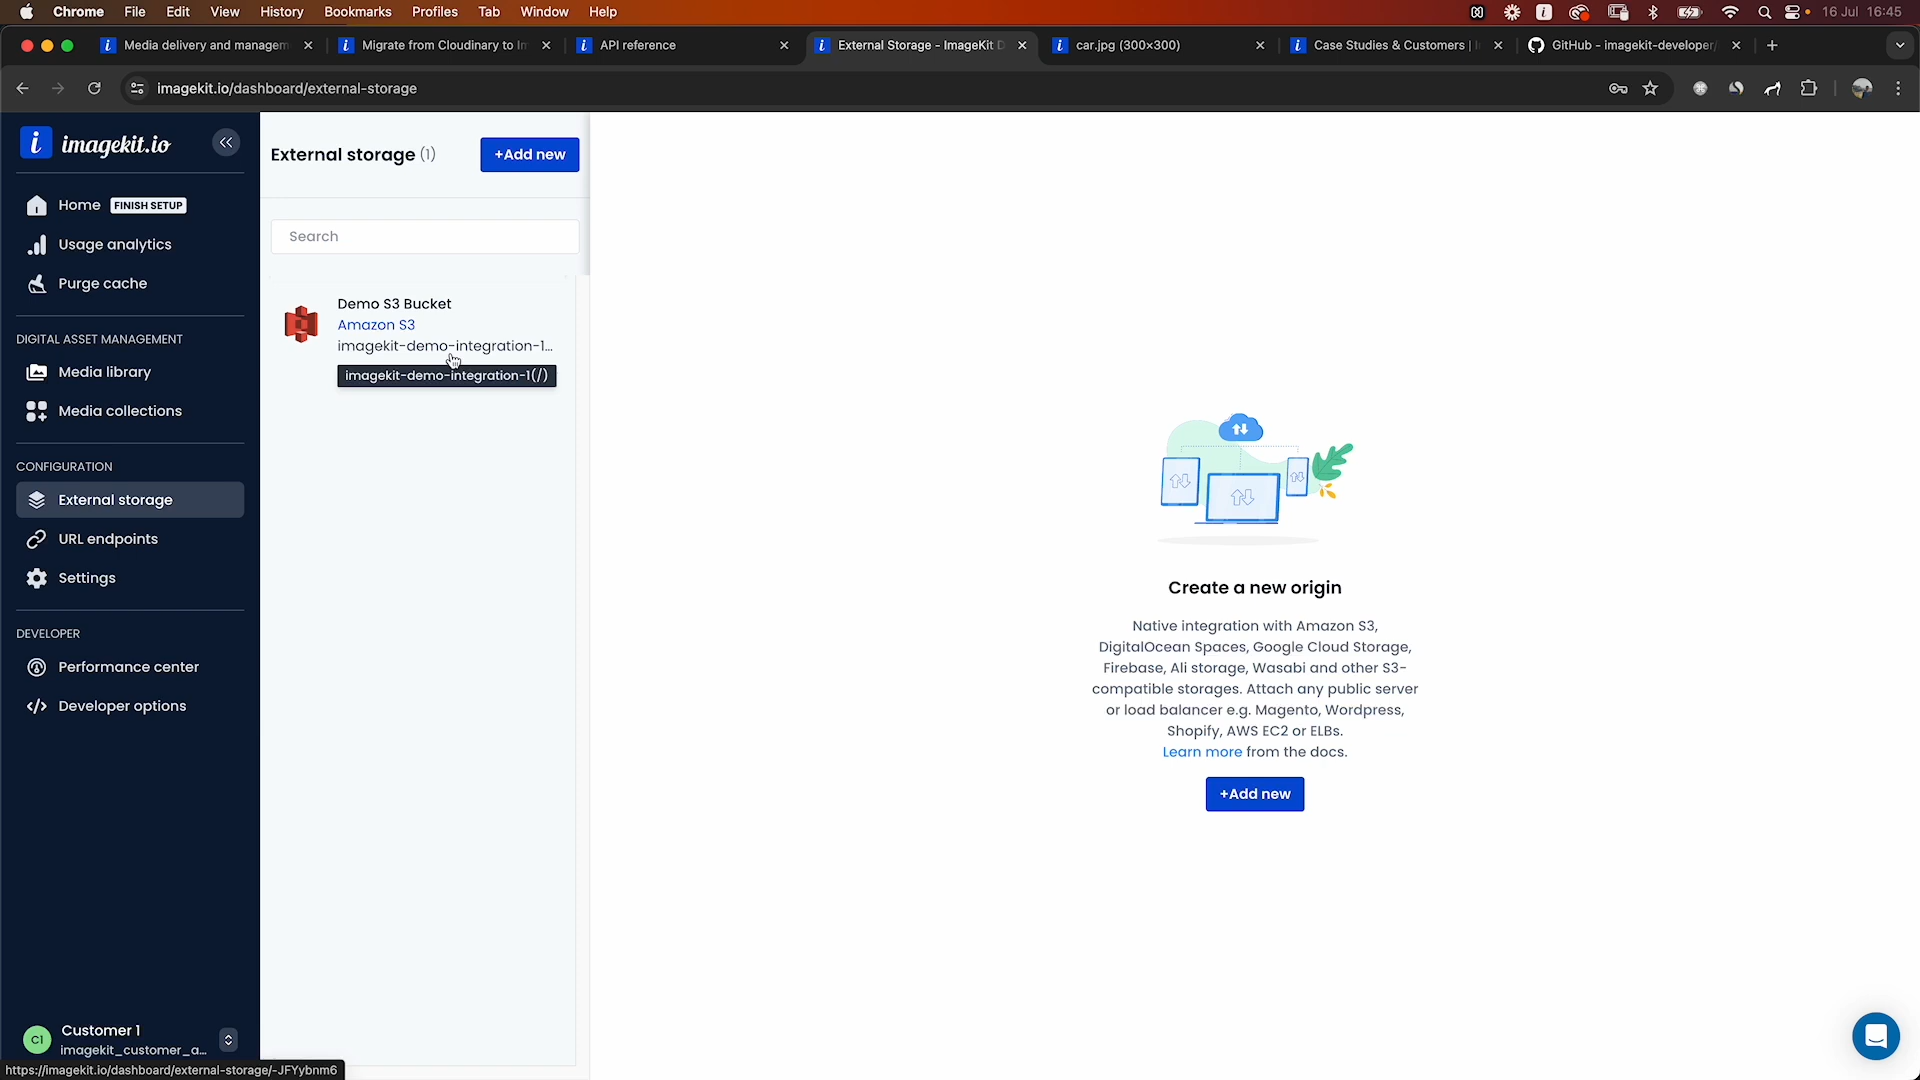 Chrome File Edit View History Bookmarks Profiles Tab Window Help 16 Jul 16:45
Media delivery and managem
Migrate from Cloudinary to Im
API reference
External Storage - ImageKit D
car.jpg (300×300)
Case Studies & Customers |
GitHub - imagekit-developer/
imagekit.io/dashboard/external-storage
imagekit.io
Home FINISH SETUP
Usage analytics
Purge cache
DIGITAL ASSET MANAGEMENT
Media library
Media collections
CONFIGURATION
External storage
URL endpoints
Settings
DEVELOPER
Performance center
Developer options
C1
Customer 1
imagekit_customer_a...
https://imagekit.io/dashboard/external-storage/-JFYybnm6
External storage (1)
+Add new
Search
Demo S3 Bucket
Amazon S3
imagekit-demo-integration-1...
imagekit-demo-integration-1(/)
Create a new origin
Native integration with Amazon S3,
DigitalOcean Spaces, Google Cloud Storage,
Firebase, Ali storage, Wasabi and other S3-
compatible storages. Attach any public server
or load balancer e.g. Magento, Wordpress,
Shopify, AWS EC2 or ELBs.
Learn more from the docs.
+Add new